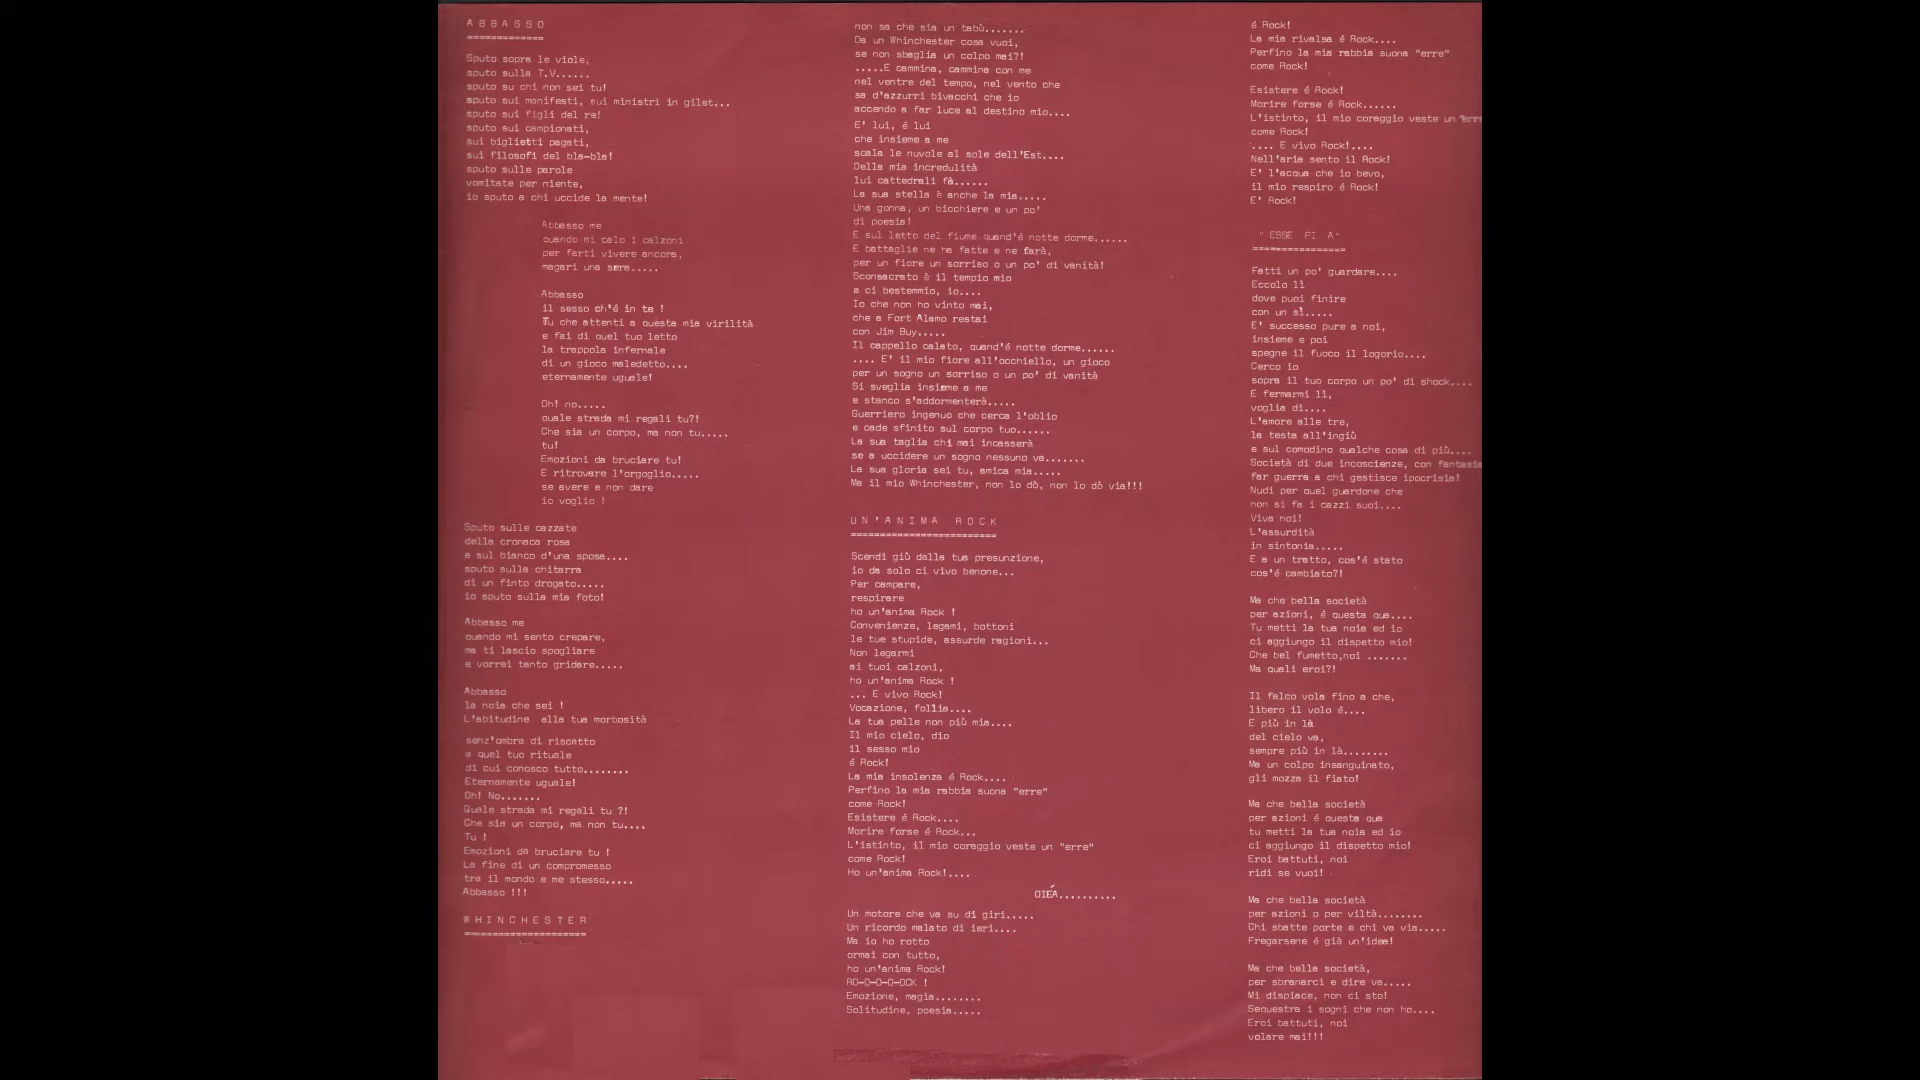 ABBASSO
=============
Sputo sopra le viole,
sputo sulla T.V......
sputo su chi non sei tu!
sputo sui manifesti, sui ministri in gilet...
sputo sui figli del re!
sputo sui campionati,
sui biglietti pagati,
sui filosofi del bla-bla!
sputo sulle parole
vomitate per niente,
io sputo a chi uccide la mente!
Abbasso me
quando mi calo i calzoni
per farti vivere ancora,
magari una sera.....
Abbasso
il sesso ch'é in te !
Tu che attenti a questa mia virilità
e fai di quel tuo letto
la trappola infernale
di un gioco maledetto....
eternamente uguale!
Oh! no.....
quale strada mi regali tu?!
Che sia un corpo, ma non tu.....
tu!
Emozioni da bruciare tu!
E ritrovare l'orgoglio.....
se avere e non dare
io voglio !
Sputo sulle cazzate
della cronaca rosa
e sul bianco d'una sposa....
sputo sulla chitarra
di un finto drogato.....
io sputo sulla mia foto!
Abbasso me
quando mi sento crepare,
ma ti lascio spogliare
e vorrei tanto gridare.....
Abbasso
la noia che sei !
L'abitudine alla tua morbosità
senz'ombra di riscatto
e quel tuo rituale
di cui conosco tutto........
Eternamente uguale!
Oh! No.......
Quale strada mi regali tu ?!
Che sia un corpo, ma non tu....
Tu !
Emozioni da bruciare tu !
La fine di un compromesso
tra il mondo e me stesso.....
Abbasso !!!
WHINCHESTER
=====================
non sa che sia un tabù.......
Da un Whinchester cosa vuoi,
se non sbaglia un colpo mai?!
.....E cammina, cammina con me
nel ventre del tempo, nel vento che
sa d'azzurri bivacchi che io
accendo a far luce al destino mio....
E' lui, é lui
che insieme a me
scala le nuvole al sole dell'Est....
Della mia incredulità
lui cattedrali fà......
La sua stella è anche la mia.....
Una gonna, un bicchiere e un po'
di poesia!
E sul letto del fiume quand'é notte dorme......
E battaglie ne ha fatte e ne farà,
per un fiore un sorriso o un po' di vanità!
Sconsacrato è il tempio mio
e ci bestemmio, io....
Io che non ho vinto mai,
che a Fort Alamo restai
con Jim Buy.....
Il cappello calato, quand'é notte dorme......
.... E' il mio fiore all'occhiello, un gioco
per un sogno un sorriso o un po' di vanità
Si sveglia insieme a me
e stanco s'addormenterà.....
Guerriero ingenuo che cerca l'oblio
e cade sfinito sul corpo tuo......
La sua taglia chi mai incasserà
se a uccidere un sogno nessuno va.......
La sua gloria sei tu, amica mia.....
Ma il mio Whinchester, non lo dò, non lo dò via!!!
UN'ANIMA ROCK
=========================
Scendi giù dalla tua presunzione,
io da solo ci vivo benone...
Per campare,
respirare
ho un'anima Rock !
Convenienze, legami, bottoni
le tue stupide, assurde ragioni...
Non legarmi
ai tuoi calzoni,
ho un'anima Rock !
... E vivo Rock!
Vocazione, follia....
La tua pelle non più mia....
Il mio cielo, dio
il sesso mio
é Rock!
La mia insolenza é Rock....
Perfino la mia rabbia suona "erre"
come Rock!
Esistere é Rock....
Morire forse é Rock...
L'istinto, il mio coraggio veste un "erre"
come Rock!
Ho un'anima Rock!....
OIEÁ..........
Un motore che va su di giri.....
Un ricordo malato di ieri....
Ma io ho rotto
ormai con tutto,
ho un'anima Rock!
RO-O-O-O-OCK !
Emozione, magia........
Solitudine, poesia.....
é Rock!
La mia rivalsa é Rock....
Perfino la mia rabbia suona "erre"
come Rock!
Esistere é Rock!
Morire forse é Rock......
L'istinto, il mio coraggio veste un "erre
come Rock!
.... E vivo Rock!....
Nell'aria sento il Rock!
E' l'acqua che io bevo,
il mio respiro é Rock!
E' Rock!
" ESSE PI A"
================
Fatti un po' guardare....
Eccolo lì
dove puoi finire
con un sì.....
E' successo pure a noi,
insieme e poi
spegne il fuoco il logorio....
Cerco io
sopra il tuo corpo un po' di shock....
E fermarmi lì,
voglia di....
L'amore alle tre,
la testa all'ingiù
e sul comodino qualche cosa di più....
Società di due incoscienze, con fantasia
far guerra a chi gestisce ipocrisia!
Nudi per quel guardone che
non si fa i cazzi suoi....
Viva noi!
L'assurdità
in sintonia.....
E a un tratto, cos'é stato
cos'é cambiato?!
Ma che bella società
per azioni, é questa qua....
Tu metti la tua noia ed io
ci aggiungo il dispetto mio!
Che bel fumetto,noi .......
Ma quali eroi?!
Il falco vola fino a che,
libero il volo é....
E più in là
del cielo va,
sempre più in là........
Ma un colpo insanguinato,
gli mozza il fiato!
Ma che bella società
per azioni é questa qua
tu metti la tua noia ed io
ci aggiungo il dispetto mio!
Eroi battuti, noi
ridi se vuoi!
Ma che bella società
per azioni o per viltà........
Chi sbatte porte e chi va via.....
Fregarsene é già un'idea!
Ma che bella società,
per sbranarci e dire va.....
Mi dispiace, non ci sto!
Sequestra i sogni che non ho....
Eroi battuti, noi
volare mai!!!